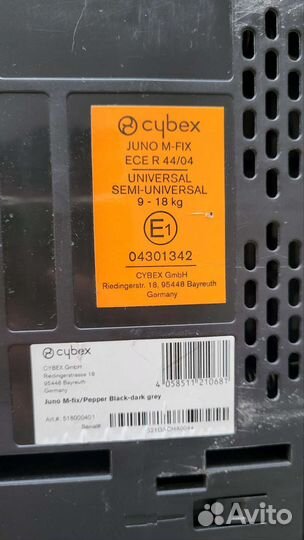 cybex
JUNO M-FIX
ECE R 44/04
UNIVERSAL
SEMI-UNIVERSAL
9 - 18 kg
E1
04301342
CYBEX GmbH
Riedingerstr. 18, 95448 Bayreuth
Germany
cybex
CYBEX GmbH
Riedingerstrasse 18
95448 Bayreuth
Germany
4 058511 210681
Juno M-fix/Pepper Black-dark grey
Art.#: 518000401
Serial#:
Avito